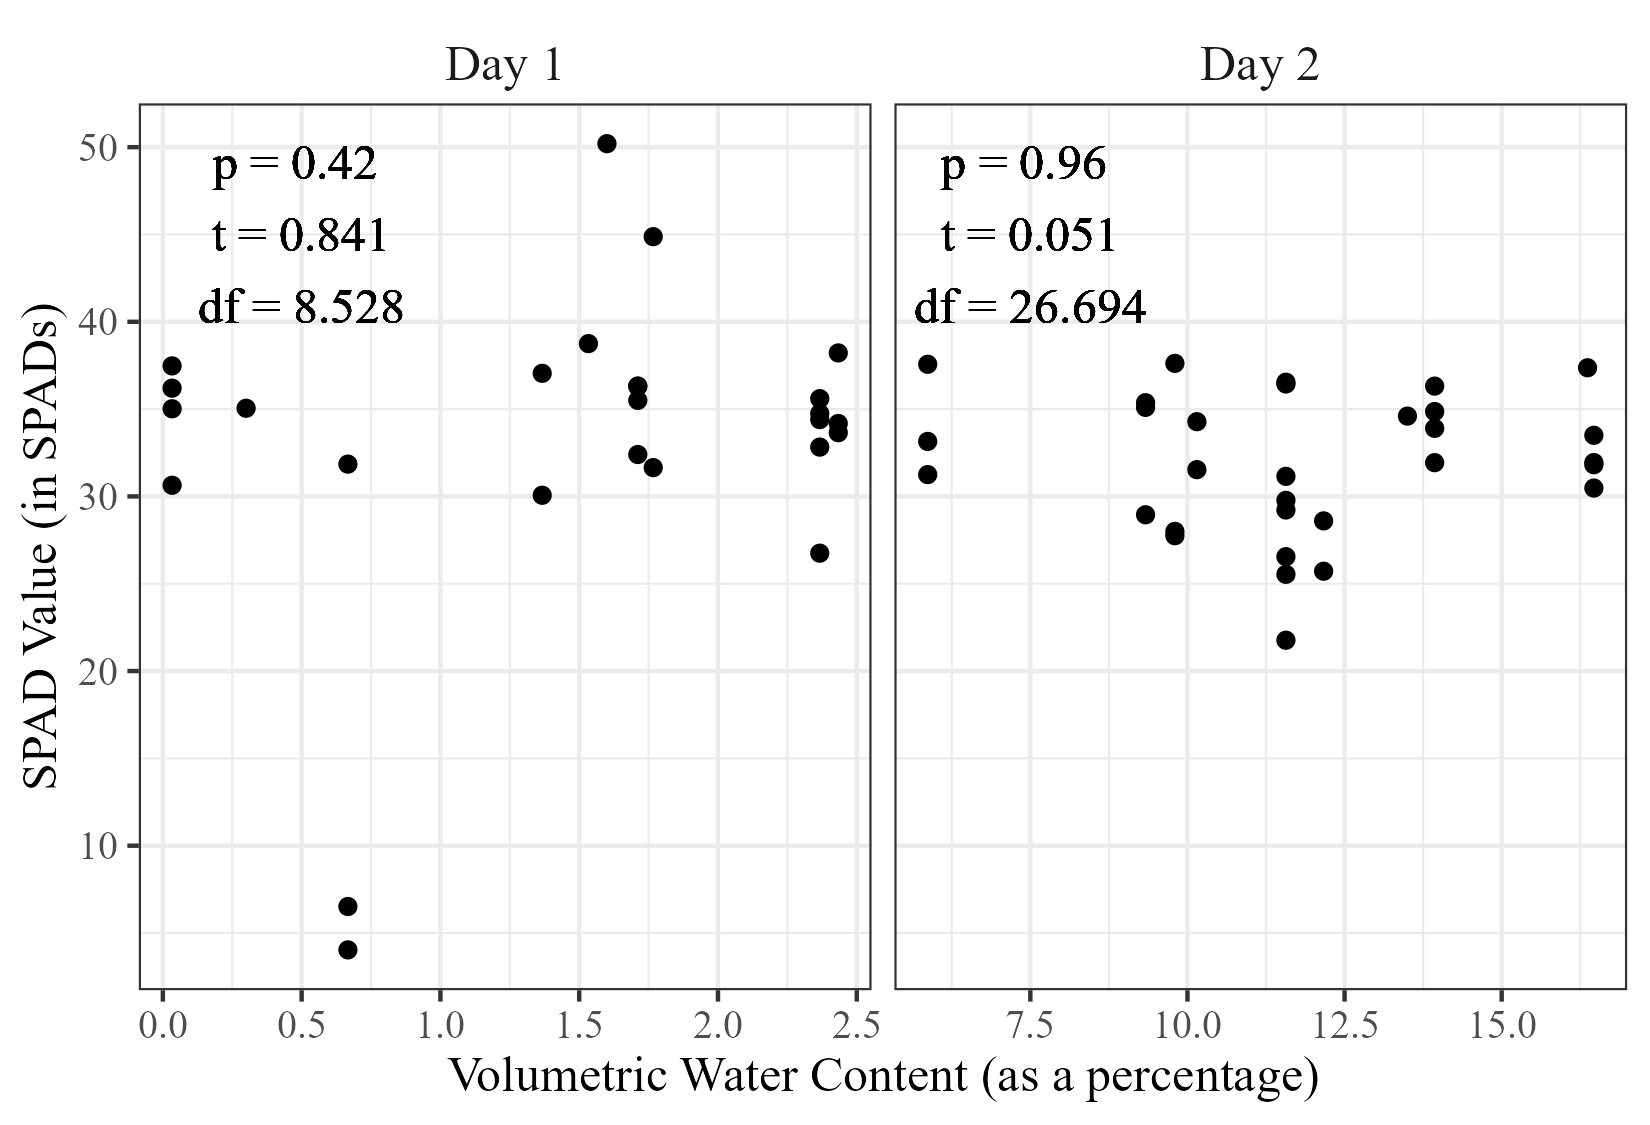 Day 1
Day 2
p = 0.42
t = 0.841
df = 8.528
p = 0.96
t = 0.051
df = 26.694
SPAD Value (in SPADs)
50
40
30
20
10
0.0 0.5 1.0 1.5 2.0 2.5
7.5 10.0 12.5 15.0
Volumetric Water Content (as a percentage)